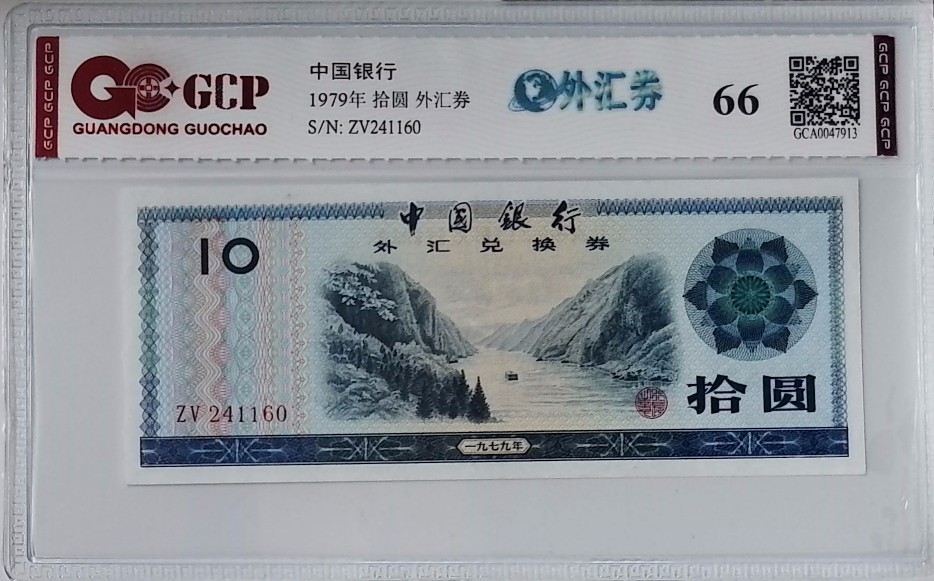 GCP GCP GCP
GCP
GUANGDONG GUOCHAO
中国银行
1979年 拾圆 外汇券
S/N: ZV241160
外汇券
66
GCA0047913
GCP GCP GCP
中国銀行
外汇兑换券
10
拾圆
ZV 241160
一九七九年